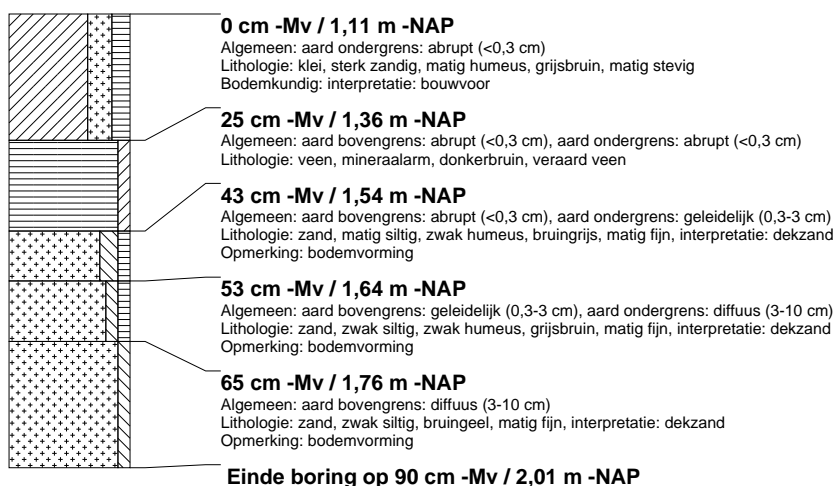 0 cm -Mv / 1,11 m -NAP
Algemeen: aard ondergrens: abrupt (<0,3 cm)
Lithologie: klei, sterk zandig, matig humeus, grijsbruin, matig stevig
Bodemkundig: interpretatie: bouwvoor
25 cm -Mv / 1,36 m -NAP
Algemeen: aard bovengrens: abrupt (<0,3 cm), aard ondergrens: abrupt (<0,3 cm)
Lithologie: veen, mineraalarm, donkerbruin, veraard veen
43 cm -Mv / 1,54 m -NAP
Algemeen: aard bovengrens: abrupt (<0,3 cm), aard ondergrens: geleidelijk (0,3-3 cm)
Lithologie: zand, matig siltig, zwak humeus, bruingrijs, matig fijn, interpretatie: dekzand
Opmerking: bodemvorming
53 cm -Mv / 1,64 m -NAP
Algemeen: aard bovengrens: geleidelijk (0,3-3 cm), aard ondergrens: diffuus (3-10 cm)
Lithologie: zand, zwak siltig, zwak humeus, grijsbruin, matig fijn, interpretatie: dekzand
Opmerking: bodemvorming
65 cm -Mv / 1,76 m -NAP
Algemeen: aard bovengrens: diffuus (3-10 cm)
Lithologie: zand, zwak siltig, bruingeel, matig fijn, interpretatie: dekzand
Opmerking: bodemvorming
Einde boring op 90 cm -Mv / 2,01 m -NAP